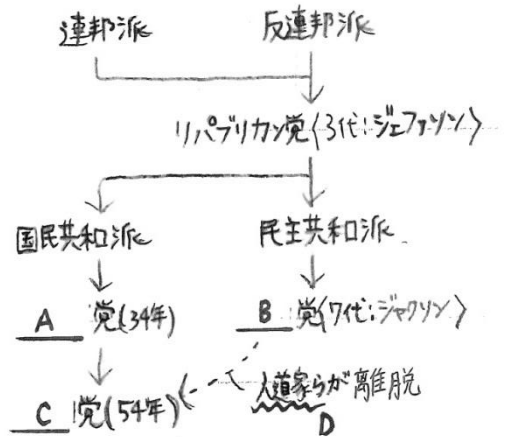 連邦派 反連邦派
リパブリカン党〈3代:ジェファソン〉
国民共和派 民主共和派
A 党(34年) B 党〈7代:ジャクソン〉
人道家らが離脱
C 党(54年)
D